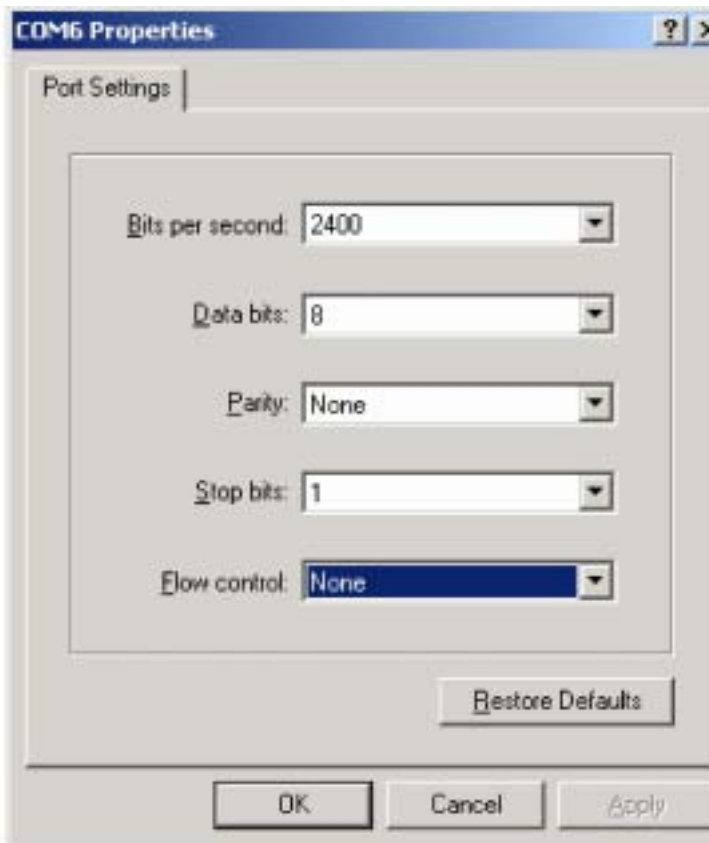 COM6 Properties
Port Settings
Bits per second: 2400
Data bits: 8
Parity: None
Stop bits: 1
Flow control: None
Restore Defaults
OK Cancel Apply